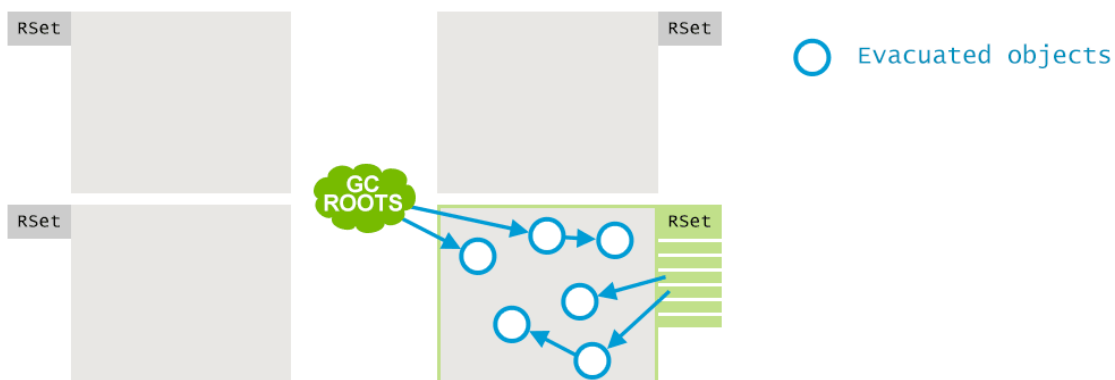 RSet
RSet
Evacuated objects
GC
ROOTS
RSet
RSet